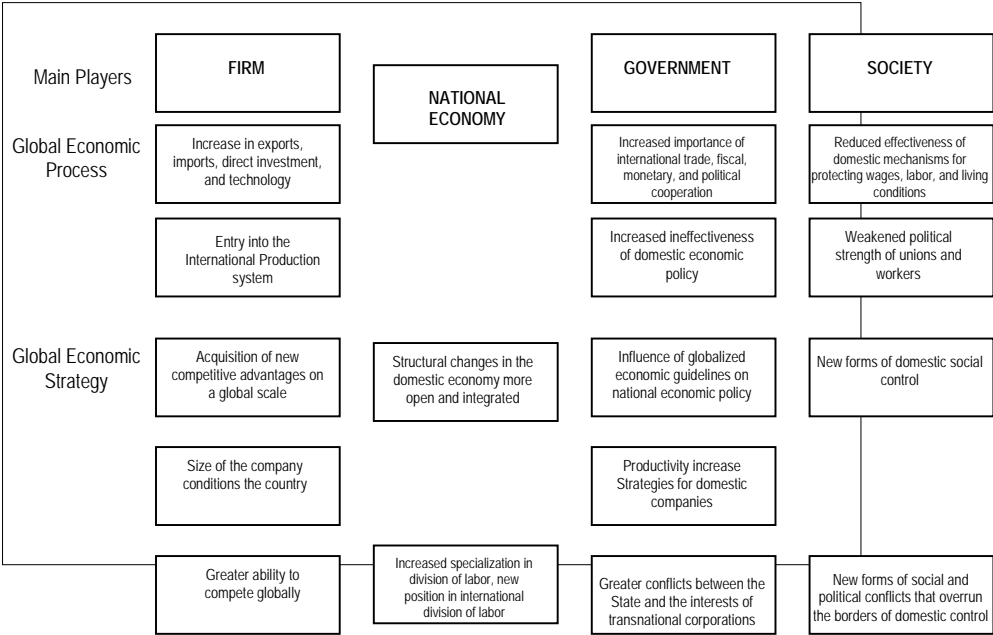 Main Players
FIRM
NATIONAL
ECONOMY
GOVERNMENT
SOCIETY
Global Economic
Process
Increase in exports,
imports, direct investment,
and technology
Increased importance of
international trade, fiscal,
monetary, and political
cooperation
Reduced effectiveness of
domestic mechanisms for
protecting wages, labor, and living
conditions
Entry into the
International Production
system
Increased ineffectiveness
of domestic economic
policy
Weakened political
strength of unions and
workers
Global Economic
Strategy
Acquisition of new
competitive advantages on
a global scale
Structural changes in the
domestic economy more
open and integrated
Influence of globalized
economic guidelines on
national economic policy
New forms of domestic social
control
Size of the company
conditions the country
Productivity increase
Strategies for domestic
companies
Greater ability to
compete globally
Increased specialization in
division of labor, new
position in international
division of labor
Greater conflicts between the
State and the interests of
transnational corporations
New forms of social and
political conflicts that overrun
the borders of domestic control